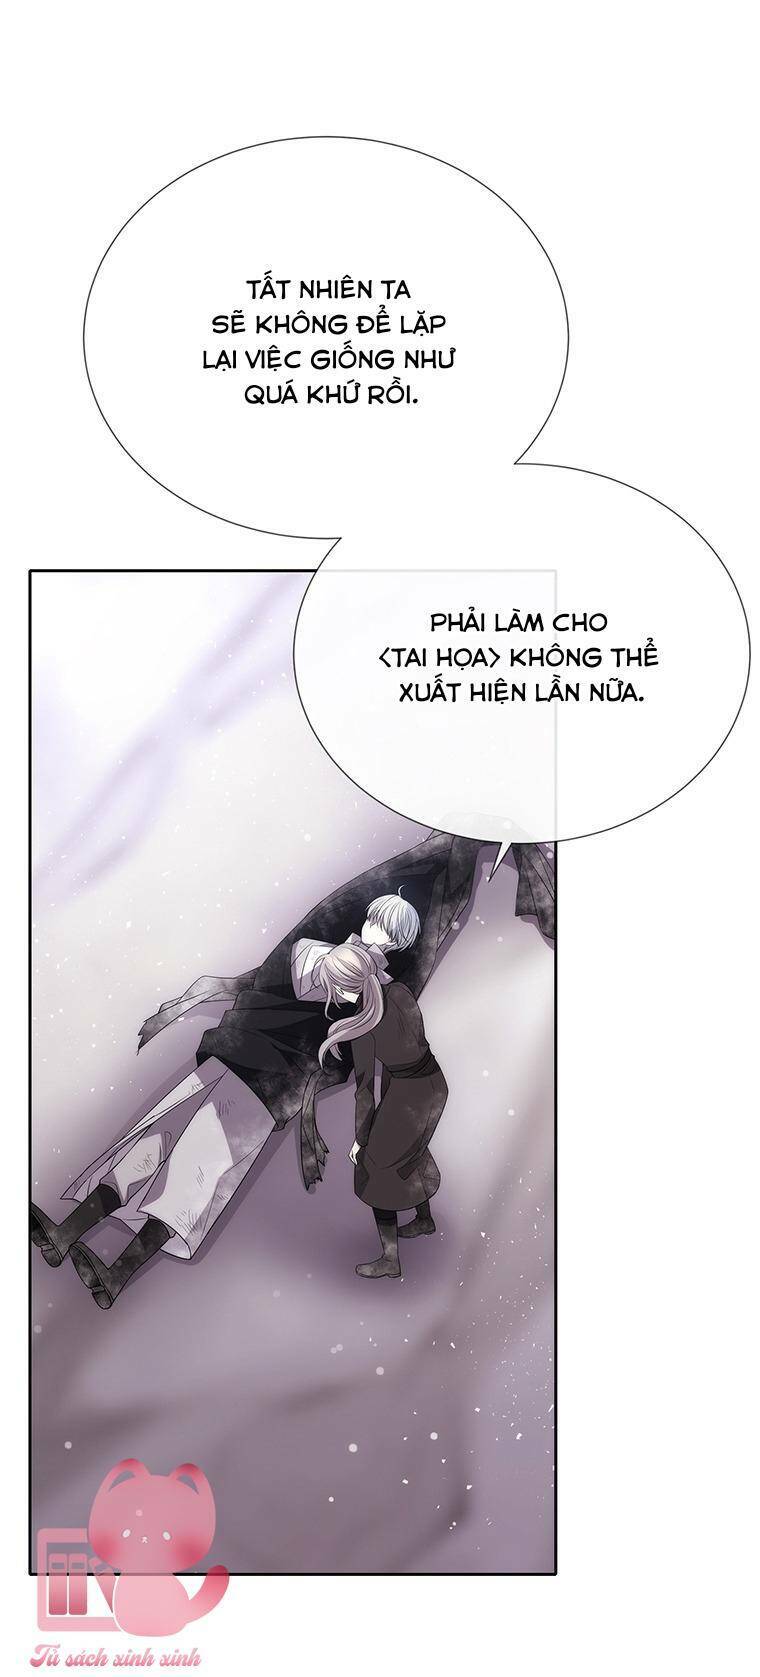 TẤT NHIÊN TA
SẼ KHÔNG ĐỂ LẶP
LẠI VIỆC GIỐNG NHƯ
QUÁ KHỨ RỒI.
PHẢI LÀM CHO
<TAI HỌA> KHÔNG THỂ
XUẤT HIỆN LẦN NỮA.
Tủ sách xinh xinh